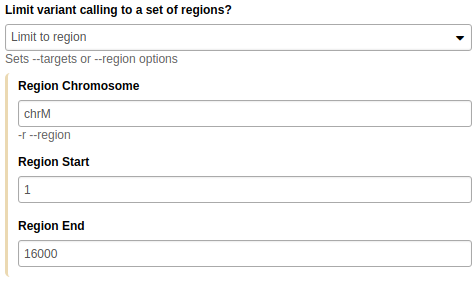 Limit variant calling to a set of regions?
Limit to region
Sets --targets or --region options
Region Chromosome
chrM
-r --region
Region Start
1
Region End
16000